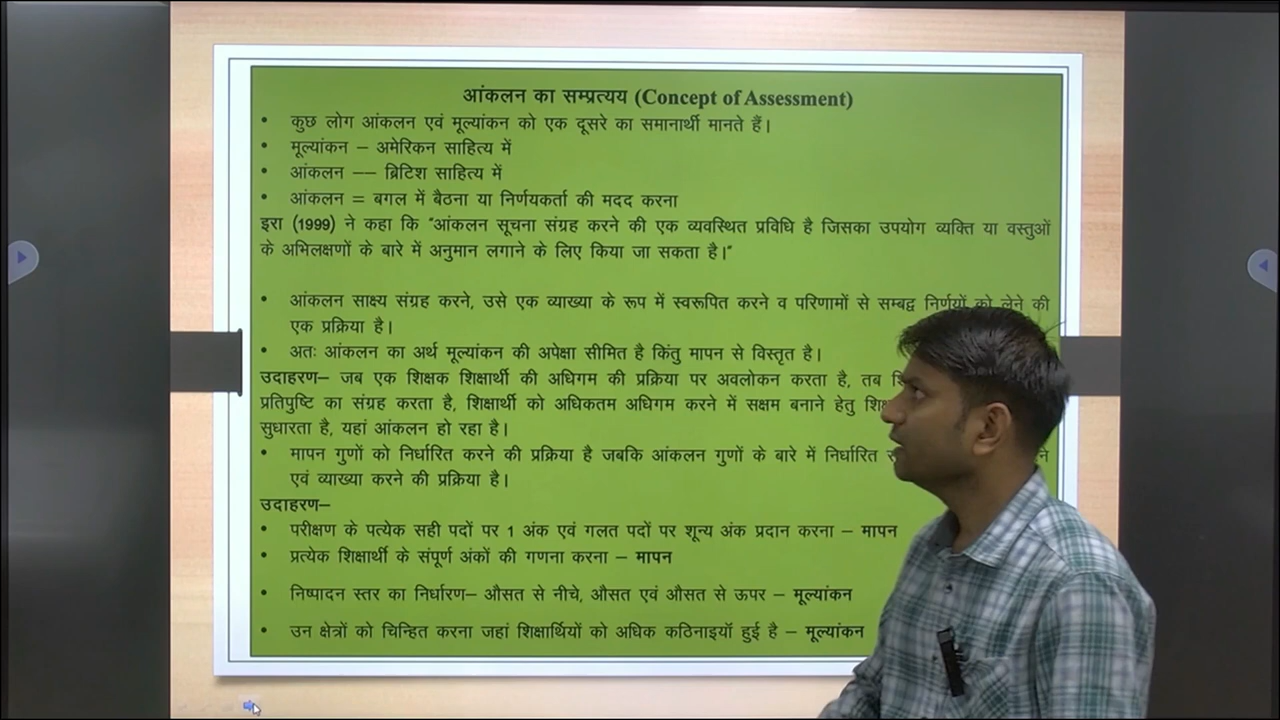 आंकलन का सम्प्रत्यय (Concept of Assessment)
• कुछ लोग आंकलन एवं मूल्यांकन को एक दूसरे का समानार्थी मानते हैं।
• मूल्यांकन – अमेरिकन साहित्य में
• आंकलन –– ब्रिटिश साहित्य में
• आंकलन = बगल में बैठना या निर्णयकर्ता की मदद करना
इरा (1999) ने कहा कि "आंकलन सूचना संग्रह करने की एक व्यवस्थित प्रविधि है जिसका उपयोग व्यक्ति या वस्तुओं
के अभिलक्षणों के बारे में अनुमान लगाने के लिए किया जा सकता है।"
• आंकलन साक्ष्य संग्रह करने, उसे एक व्याख्या के रूप में स्वरूपित करने व परिणामों से सम्बद्व निर्णयों को लेने की
एक प्रक्रिया है।
• अतः आंकलन का अर्थ मूल्यांकन की अपेक्षा सीमित है किंतु मापन से विस्तृत है।
उदाहरण– जब एक शिक्षक शिक्षार्थी की अधिगम की प्रक्रिया पर अवलोकन करता है, तब
प्रतिपुष्टि का संग्रह करता है, शिक्षार्थी को अधिकतम अधिगम करने में सक्षम बनाने हेतु
सुधारता है, यहां आंकलन हो रहा है।
• मापन गुणों को निर्धारित करने की प्रक्रिया है जबकि आंकलन गुणों के बारे में निर्धारित
एवं व्याख्या करने की प्रक्रिया है।
उदाहरण–
• परीक्षण के पत्येक सही पदों पर 1 अंक एवं गलत पदों पर शून्य अंक प्रदान करना – मापन
• प्रत्येक शिक्षार्थी के संपूर्ण अंकों की गणना करना – मापन
• निष्पादन स्तर का निर्धारण– औसत से नीचे, औसत एवं औसत से ऊपर – मूल्यांकन
• उन क्षेत्रों को चिन्हित करना जहां शिक्षार्थियों को अधिक कठिनाइयॉ हुई है – मूल्यांकन